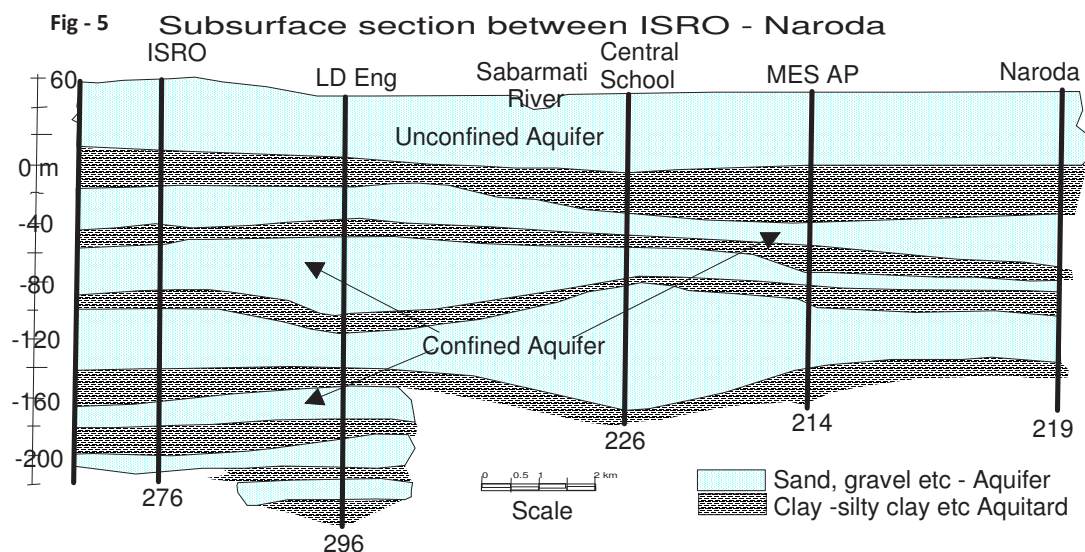 Fig - 5
Subsurface section between ISRO - Naroda
ISRO
LD Eng
Sabarmati
River
Central
School
MES AP
Naroda
60
0 m
-40
-80
-120
-160
-200
Unconfined Aquifer
Confined Aquifer
276
296
226
214
219
0 0.5 1 2 km
Scale
Sand, gravel etc - Aquifer
Clay -silty clay etc Aquitard